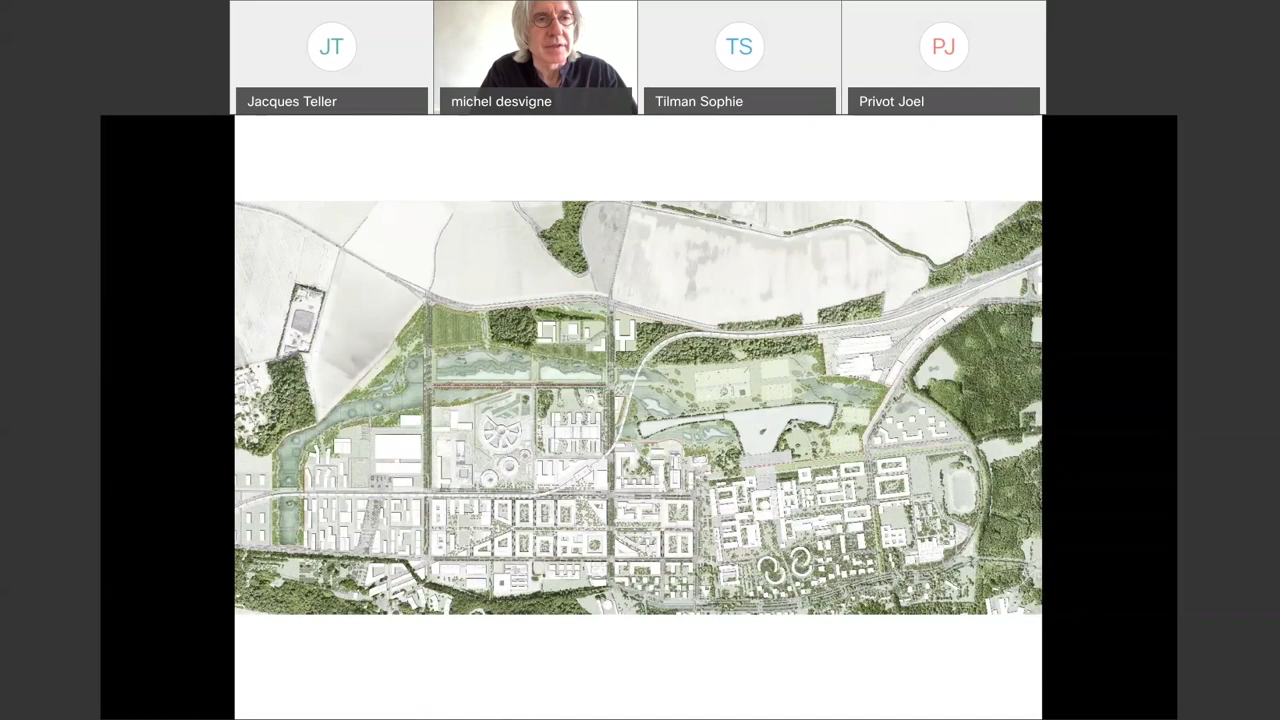 JT
TS
PJ
Jacques Teller
michel desvigne
Tilman Sophie
Privot Joel